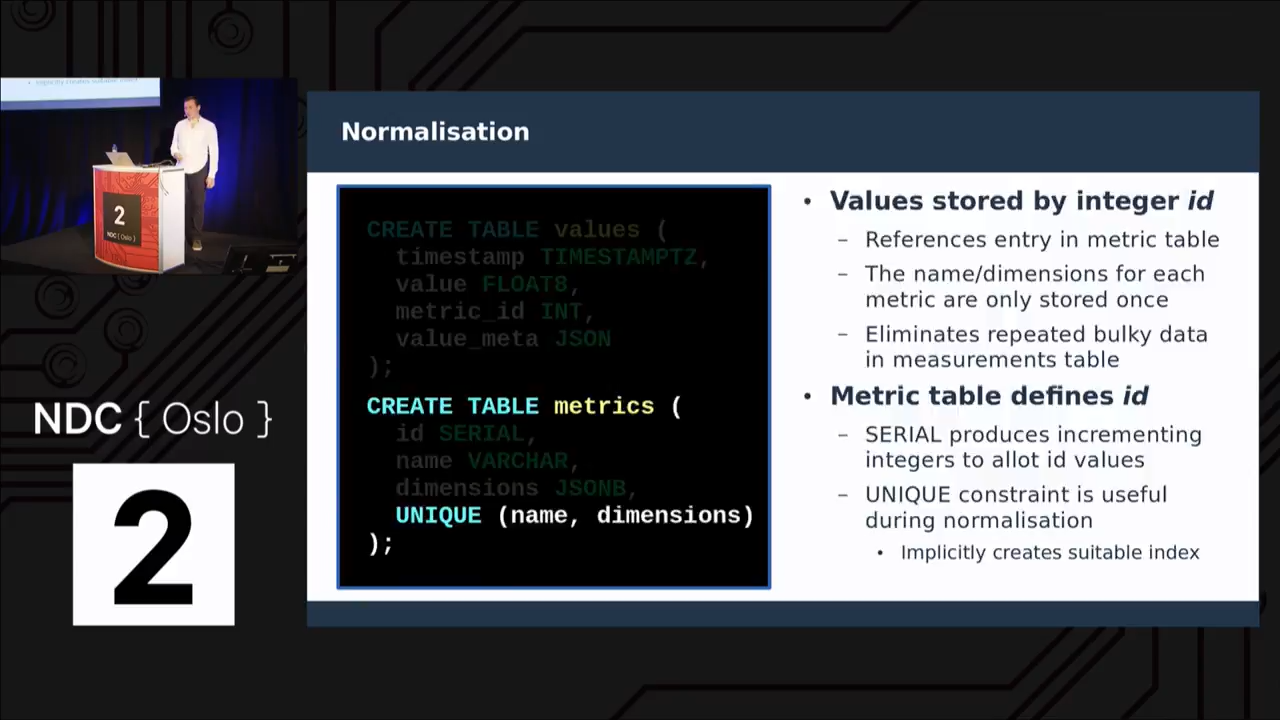 Normalisation
CREATE TABLE values (
timestamp TIMESTAMPTZ,
value FLOAT8,
metric_id INT,
value_meta JSON
);
CREATE TABLE metrics (
id SERIAL,
name VARCHAR,
dimensions JSONB,
UNIQUE (name, dimensions)
);
• Values stored by integer id
– References entry in metric table
– The name/dimensions for each
metric are only stored once
– Eliminates repeated bulky data
in measurements table
• Metric table defines id
– SERIAL produces incrementing
integers to allot id values
– UNIQUE constraint is useful
during normalisation
• Implicitly creates suitable index
2
NDC { Oslo }
NDC { Oslo }
2